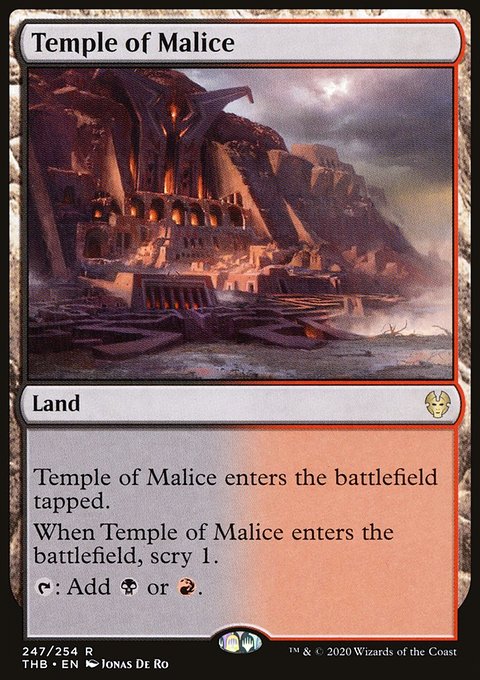 Temple of Malice
Land
Temple of Malice enters the battlefield
tapped.
When Temple of Malice enters the
battlefield, scry 1.
: Add or .
247/254 R
THB • EN Jonas De Ro
™ & © 2020 Wizards of the Coast